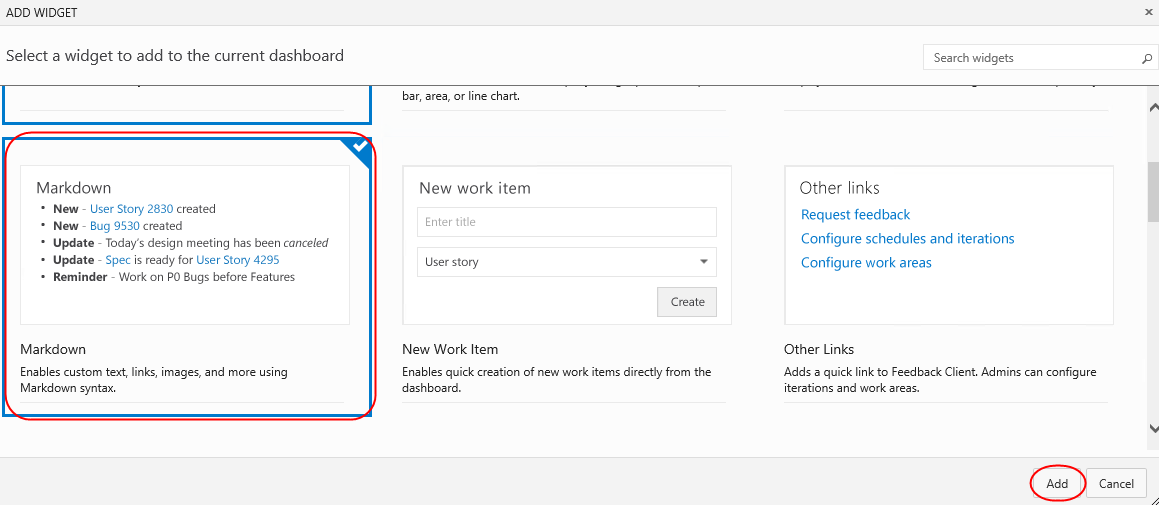 ADD WIDGET
Select a widget to add to the current dashboard
Search widgets
bar, area, or line chart.
Markdown
• New - User Story 2830 created
• New - Bug 9530 created
• Update - Today's design meeting has been canceled
• Update - Spec is ready for User Story 4295
• Reminder - Work on P0 Bugs before Features
Markdown
Enables custom text, links, images, and more using
Markdown syntax.
New work item
Enter title
User story
Create
New Work Item
Enables quick creation of new work items directly from the
dashboard.
Other links
Request feedback
Configure schedules and iterations
Configure work areas
Other Links
Adds a quick link to Feedback Client. Admins can configure
iterations and work areas.
Add
Cancel